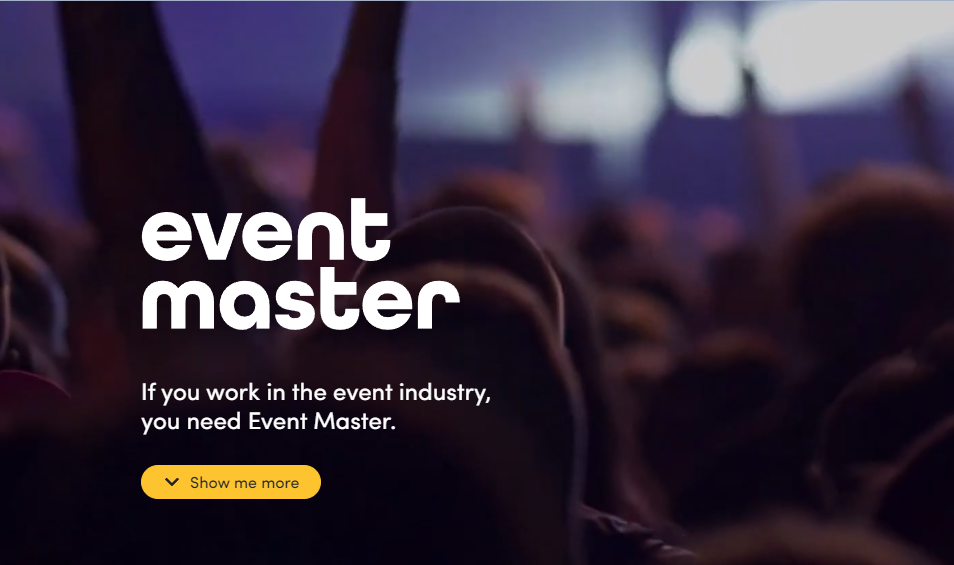 event
master
If you work in the event industry,
you need Event Master.
Show me more